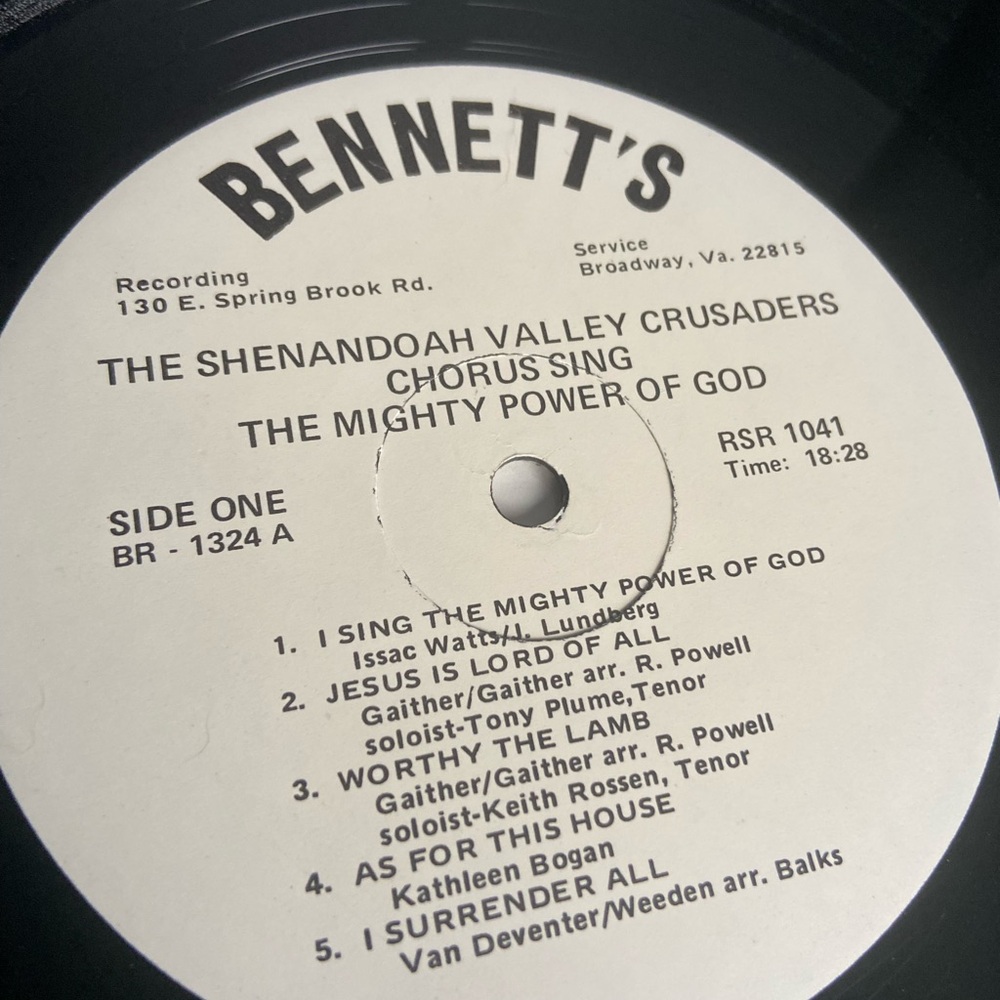 BENNETT'S
Recording
130 E. Spring Brook Rd.
Service
Broadway, Va. 22815
THE SHENANDOAH VALLEY CRUSADERS
CHORUS SING
THE MIGHTY POWER OF GOD
RSR 1041
Time: 18:28
SIDE ONE
BR - 1324 A
1. I SING THE MIGHTY POWER OF GOD
Issac Watts/J. Lundberg
2. JESUS IS LORD OF ALL
Gaither/Gaither arr. R. Powell
soloist-Tony Plume,Tenor
3. WORTHY THE LAMB
Gaither/Gaither arr. R. Powell
soloist-Keith Rossen, Tenor
4. AS FOR THIS HOUSE
Kathleen Bogan
5. I SURRENDER ALL
Van Deventer/Weeden arr. Balks